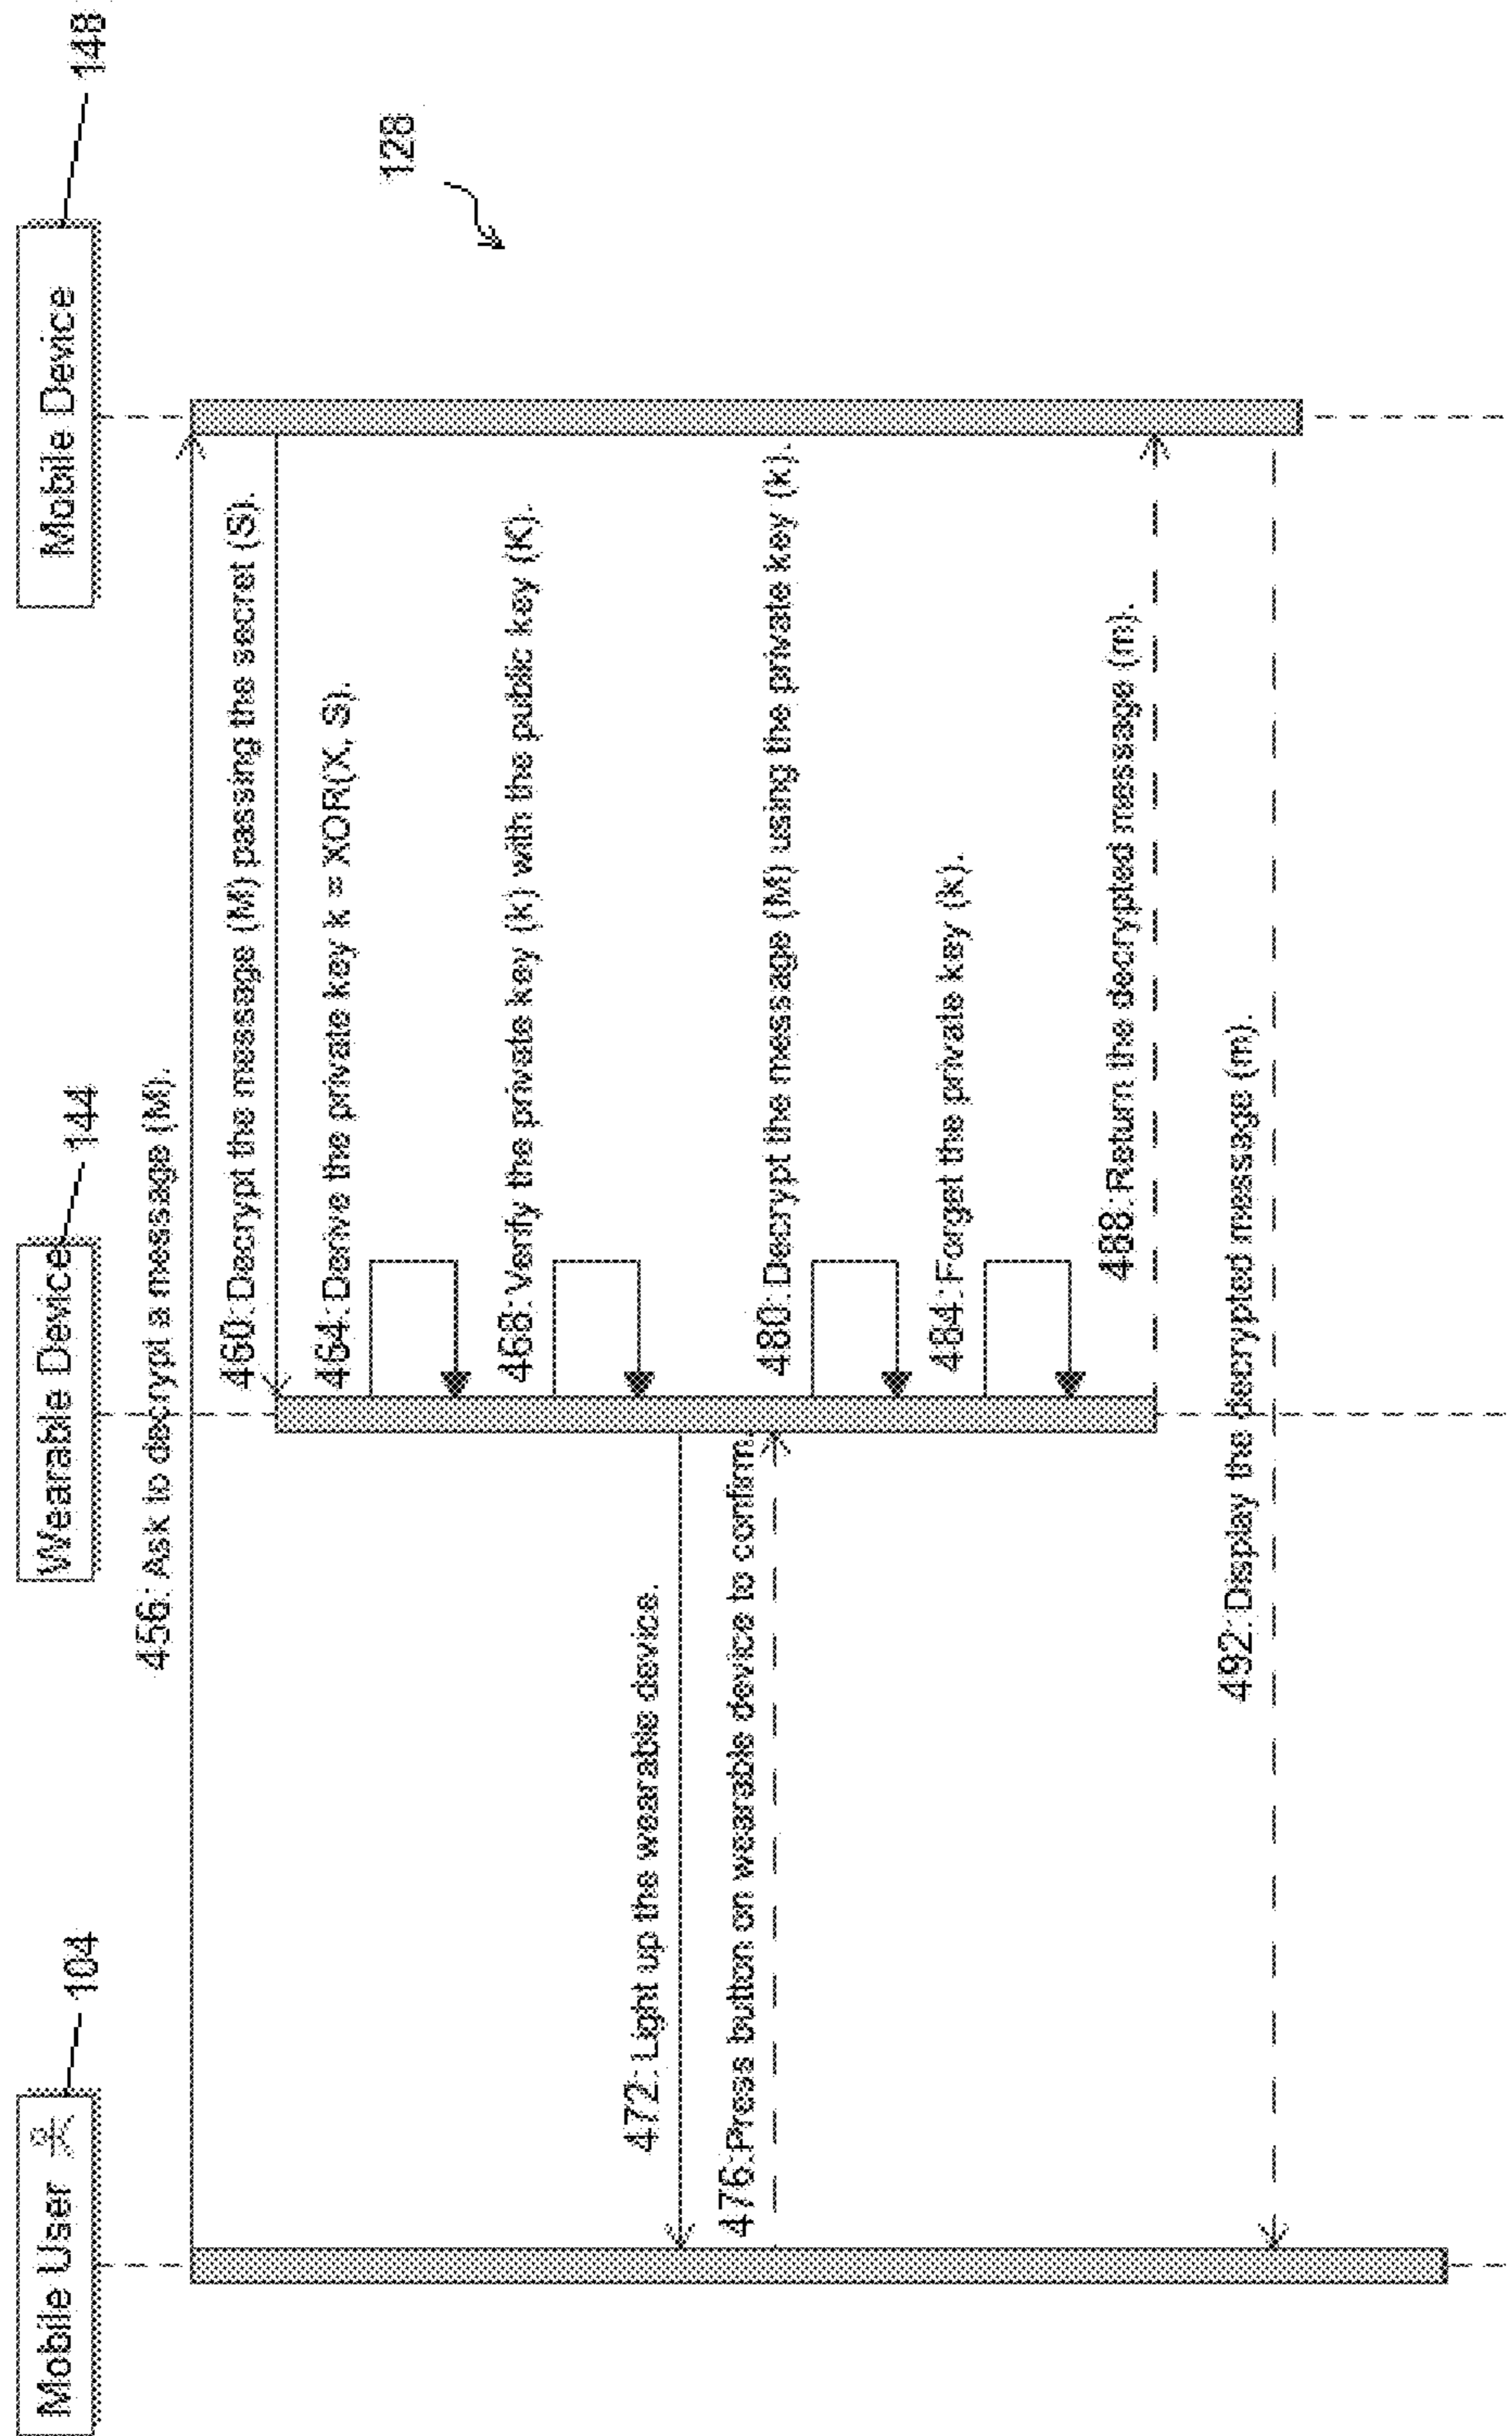 Mobile User
104
Wearable Device
144
Mobile Device
148
128
456: Ask to decrypt a message (M).
460: Decrypt the message (M) passing the secret (S).
464: Derive the private key k = XOR(X, S).
468: Verify the private key (k) with the public key (K).
472: Light up the wearable device.
476: Press button on wearable device to confirm.
480: Decrypt the message (M) using the private key (k).
484: Forget the private key (k).
488: Return the decrypted message (m).
492: Display the decrypted message (m).